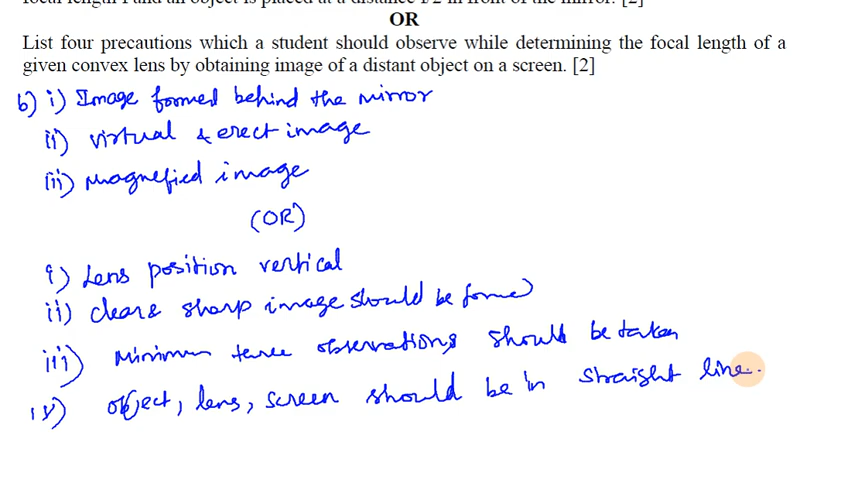 focal length f and an object is placed at a distance f/2 in front of the mirror. [2]
OR
List four precautions which a student should observe while determining the focal length of a
given convex lens by obtaining image of a distant object on a screen. [2]
b) i) Image formed behind the mirror
ii) virtual & erect image
iii) Magnefied image
(OR)
i) Lens position vertical
ii) clear & sharp image should be formed
iii) Minimum three observations should be taken
iv) object, lens, screen should be in straight line.